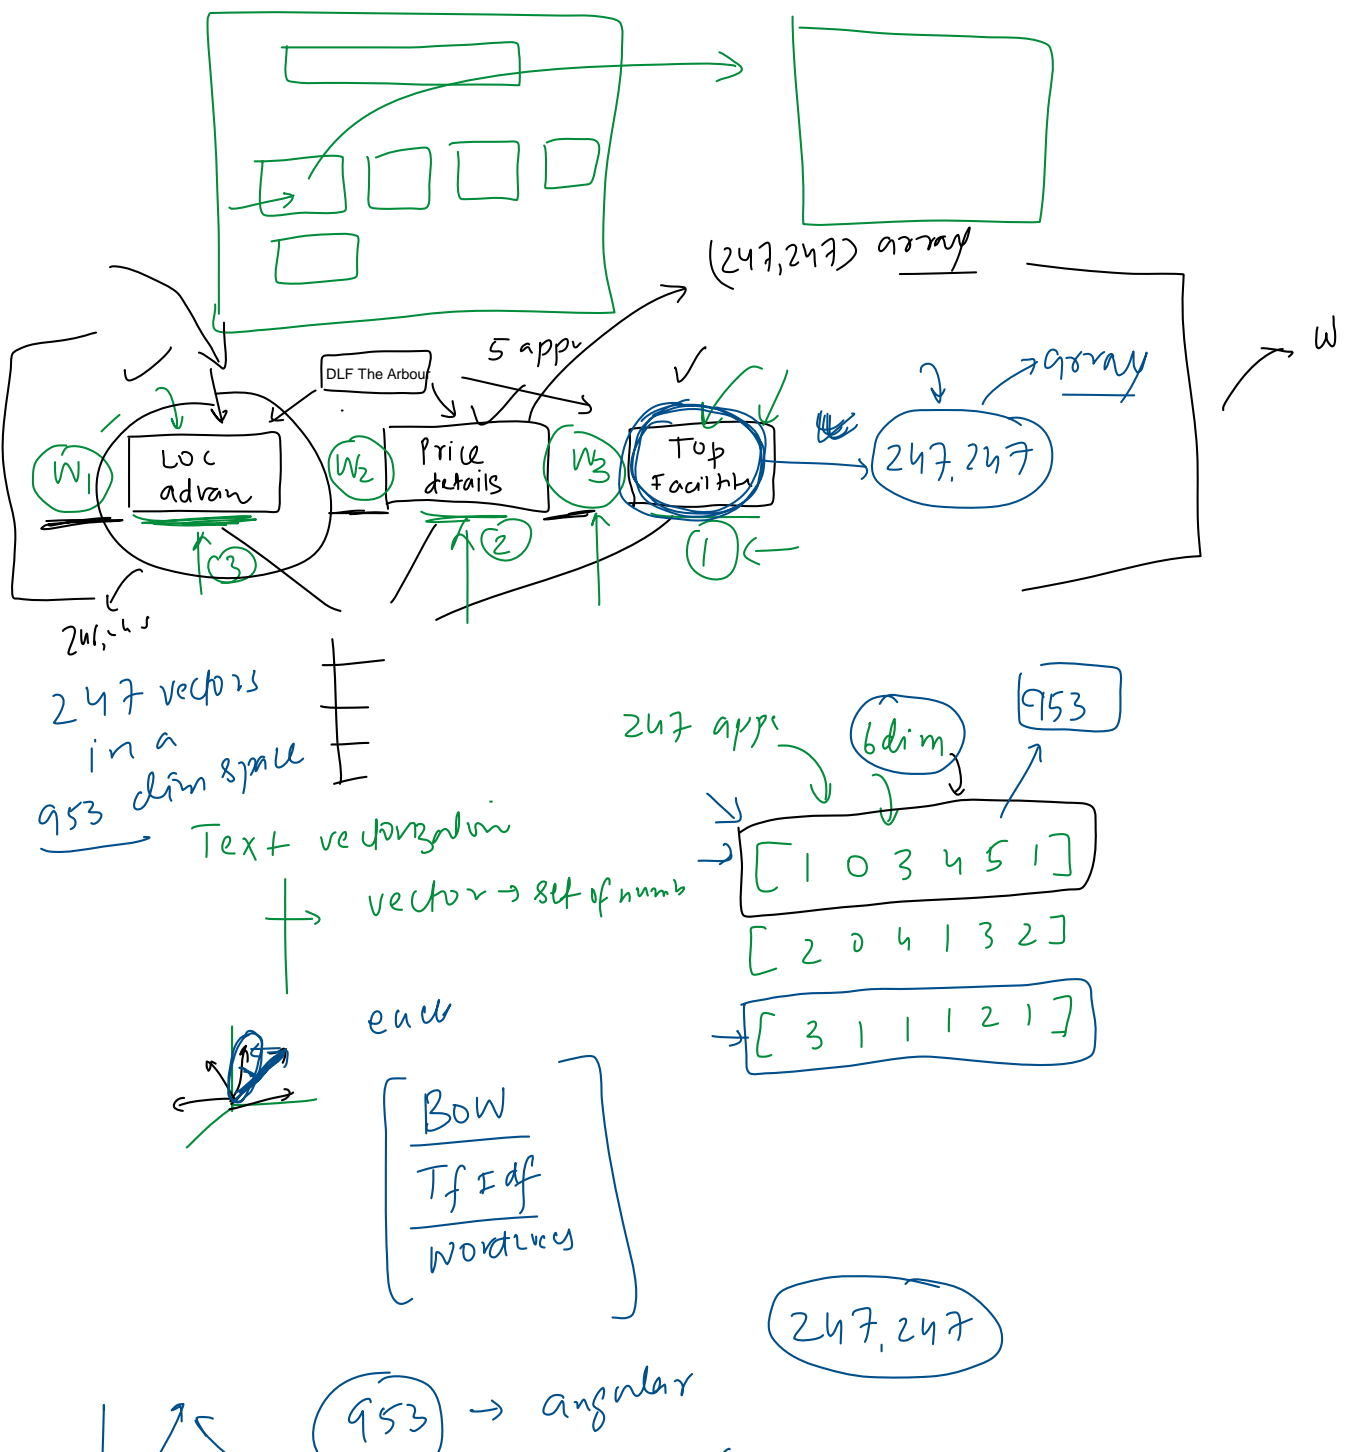 (247,247) array
5 appr
W
DLF The Arbour
array
W1
LOC
advan
W2
Price
details
W3
Top
Facilities
247,247
3
2
1
247 vectors
in a
953 dim space
953
247 apps
6dim
Text vectorization
[ 1 0 3 4 5 1 ]
vector → set of numb
[ 2 0 4 1 3 2 ]
[ 3 1 1 1 2 1 ]
BOW
Tf Idf
Word2vec
247,247
953 → angular